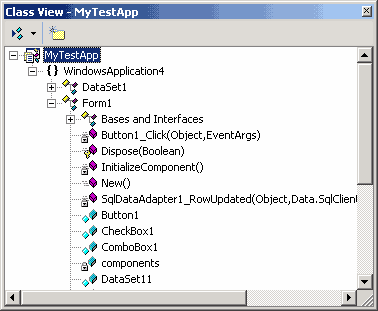 Class View - MyTestApp
MyTestApp
{} WindowsApplication4
DataSet1
Form1
Bases and Interfaces
Button1_Click(Object,EventArgs)
Dispose(Boolean)
InitializeComponent()
New()
SqlDataAdapter1_RowUpdated(Object,Data.SqlClient
Button1
CheckBox1
ComboBox1
components
DataSet11